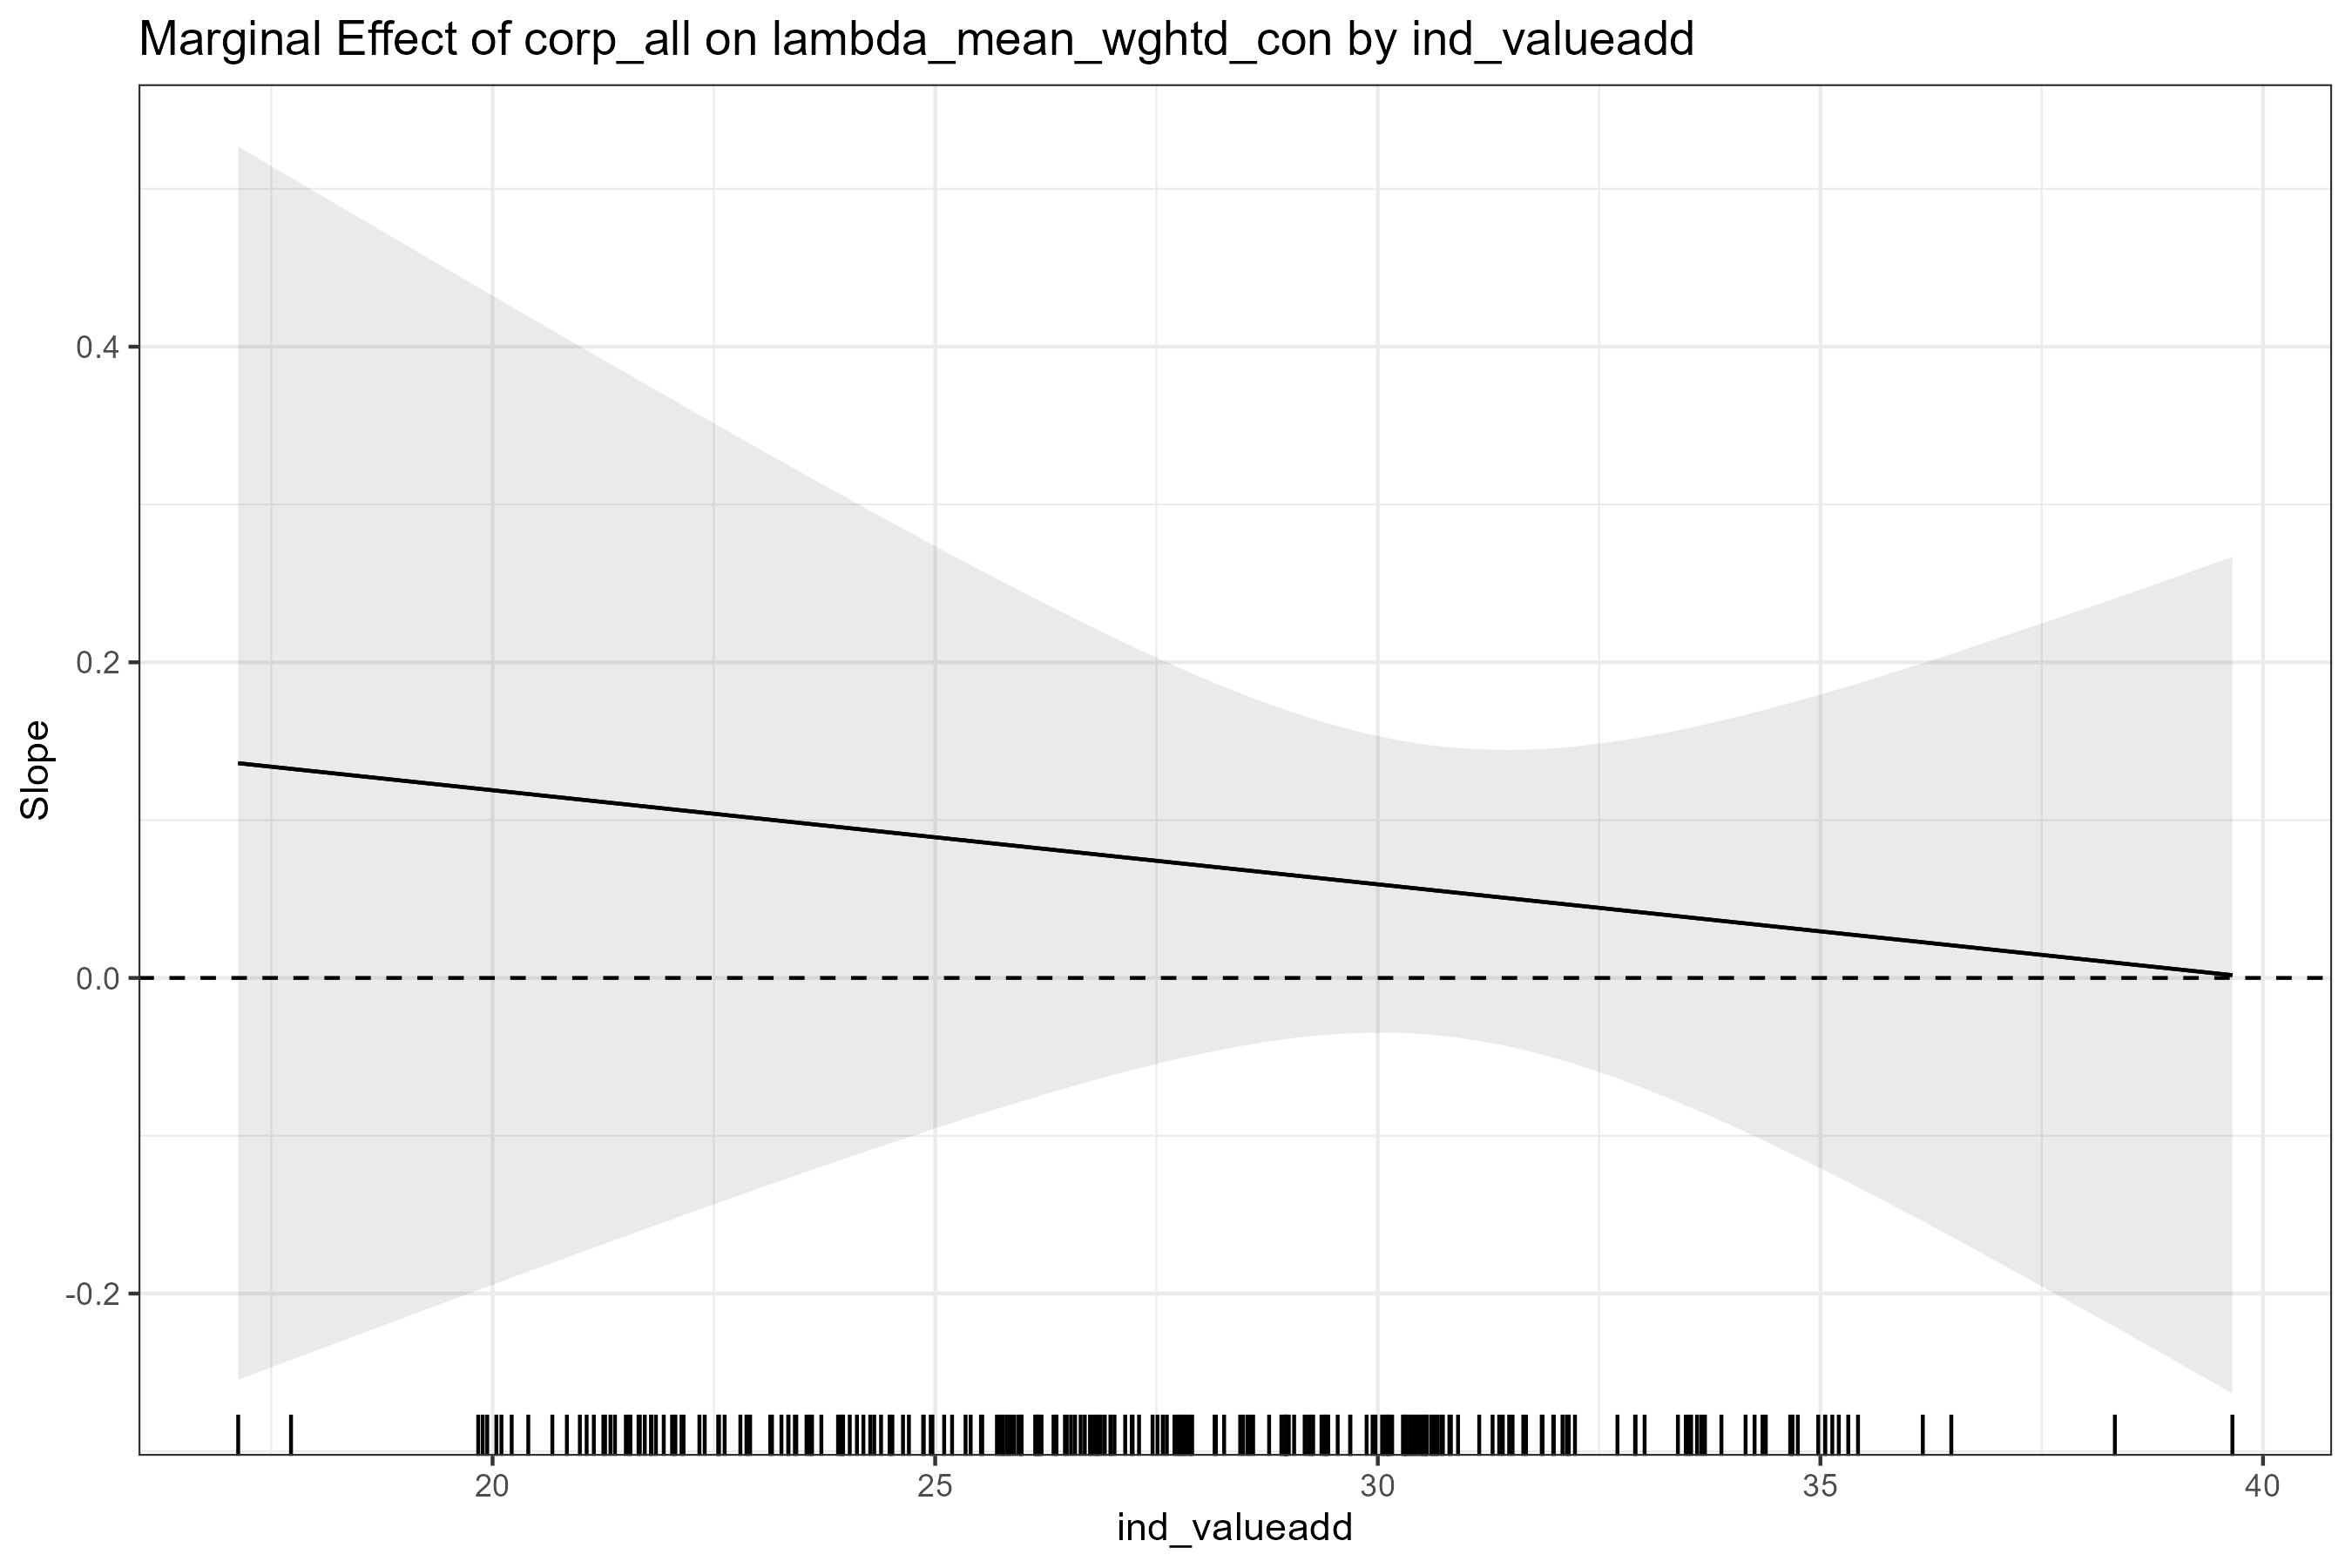 Marginal Effect of corp_all on lambda_mean_wghtd_con by ind_valueadd
Slope
0.4
0.2
0.0
-0.2
20 25 30 35 40
ind_valueadd